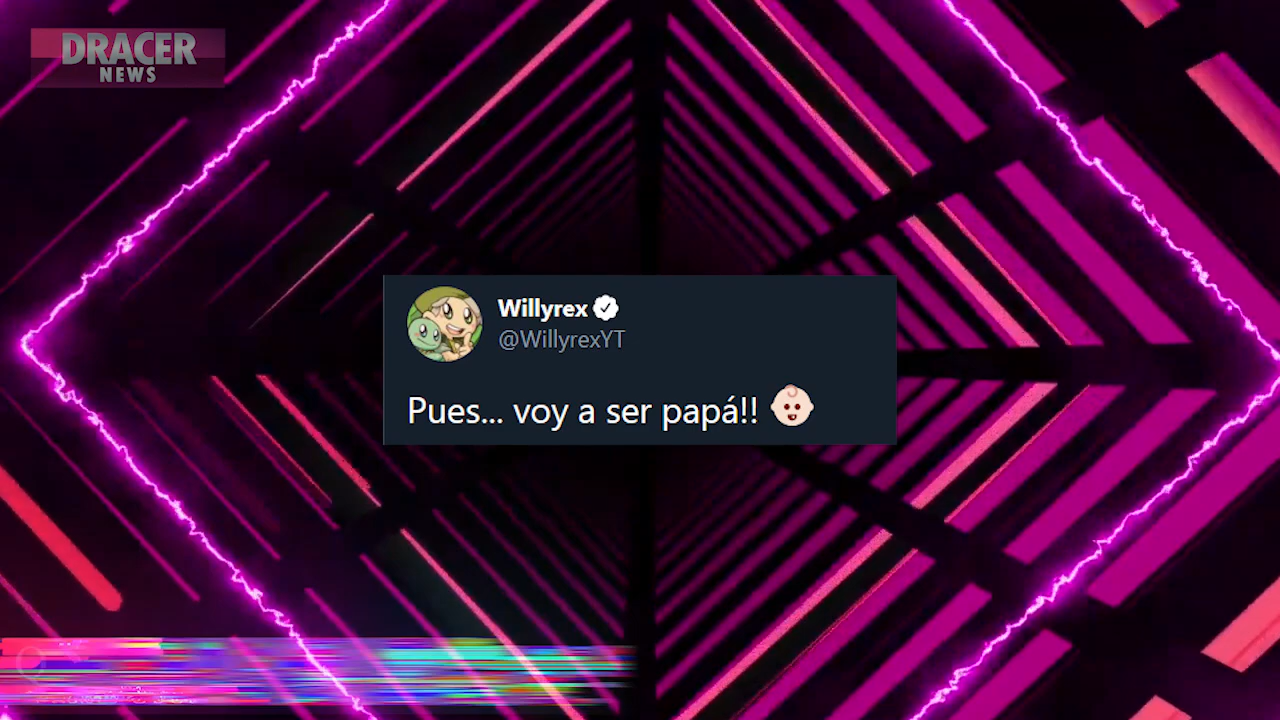 DRACER
NEWS
Willyrex
@WillyrexYT
Pues... voy a ser papá!! 👶